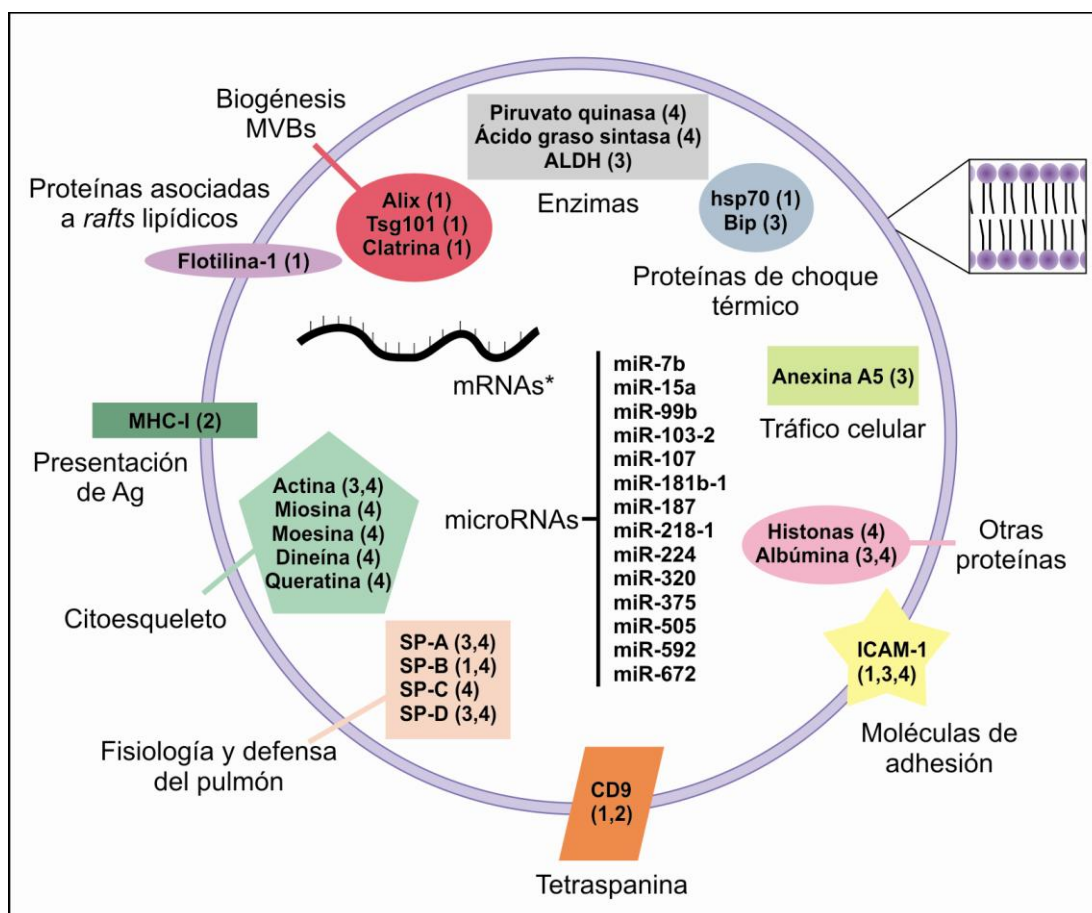 Biogénesis
MVBs
Piruvato quinasa (4)
Ácido graso sintasa (4)
ALDH (3)
Enzimas
Proteínas asociadas
a rafts lipídicos
Alix (1)
Tsg101 (1)
Clatrina (1)
hsp70 (1)
Bip (3)
Flotilina-1 (1)
Proteínas de choque
térmico
mRNAs*
miR-7b
miR-15a
miR-99b
miR-103-2
miR-107
miR-181b-1
miR-187
miR-218-1
miR-224
miR-320
miR-375
miR-505
miR-592
miR-672
microRNAs
Anexina A5 (3)
Tráfico celular
MHC-I (2)
Presentación
de Ag
Actina (3,4)
Miosina (4)
Moesina (4)
Dineína (4)
Queratina (4)
Citoesqueleto
Histonas (4)
Albúmina (3,4)
Otras
proteínas
SP-A (3,4)
SP-B (1,4)
SP-C (4)
SP-D (3,4)
Fisiología y defensa
del pulmón
ICAM-1
(1,3,4)
Moléculas de
adhesión
CD9
(1,2)
Tetraspanina